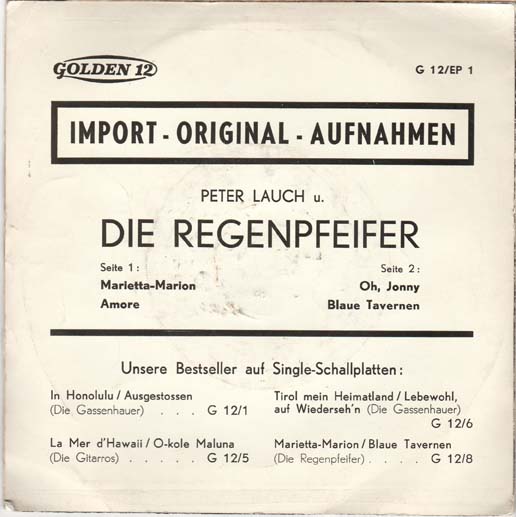 GOLDEN 12
G 12/EP 1
IMPORT - ORIGINAL - AUFNAHMEN
PETER LAUCH u.
DIE REGENPFEIFER
Seite 1: Seite 2:
Marietta-Marion Oh, Jonny
Amore Blaue Tavernen
Unsere Bestseller auf Single-Schallplatten:
In Honolulu / Ausgestossen
(Die Gassenhauer) . . . G 12/1
Tirol mein Heimatland / Lebewohl,
auf Wiederseh'n (Die Gassenhauer)
G 12/6
La Mer d'Hawaii / O-kole Maluna
(Die Gitarros) . . . . . G 12/5
Marietta-Marion / Blaue Tavernen
(Die Regenpfeifer) . . . . G 12/8